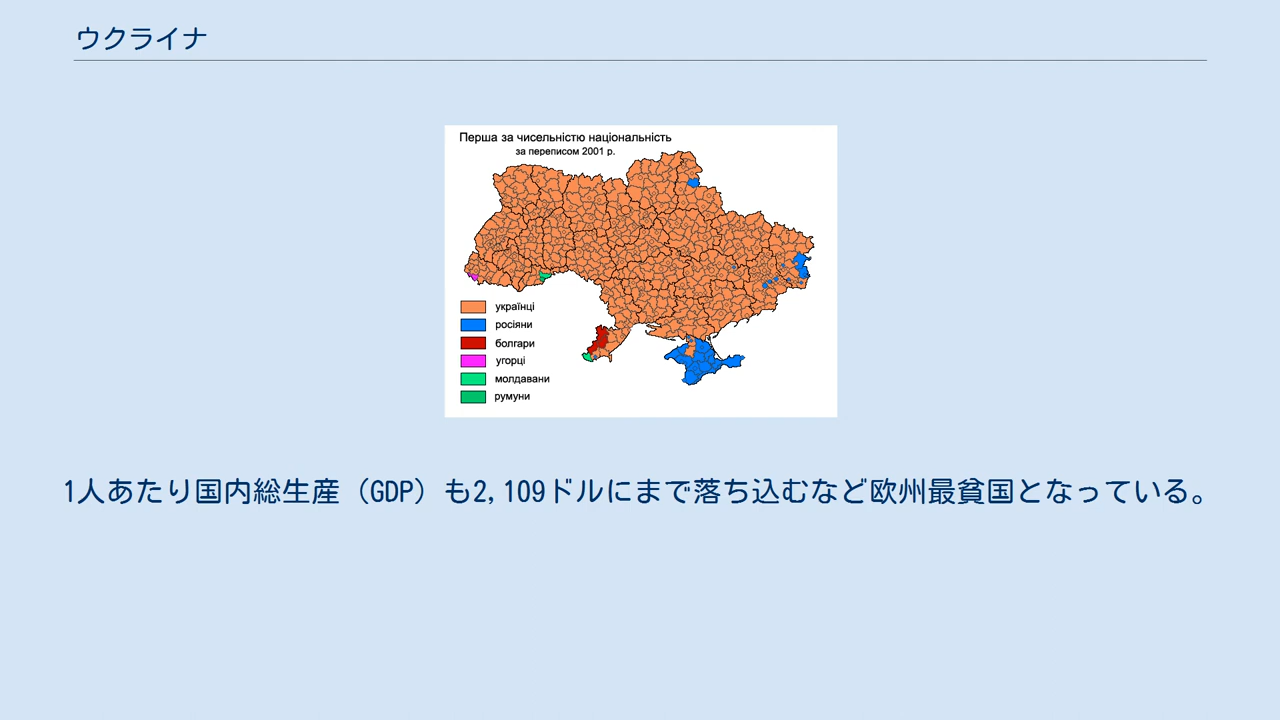 ウクライナ
Перша за чисельністю національність
за переписом 2001 р.
українці
росіяни
болгари
угорці
молдавани
румуни
1人あたり国内総生産（GDP）も2,109ドルにまで落ち込むなど欧州最貧国となっている。